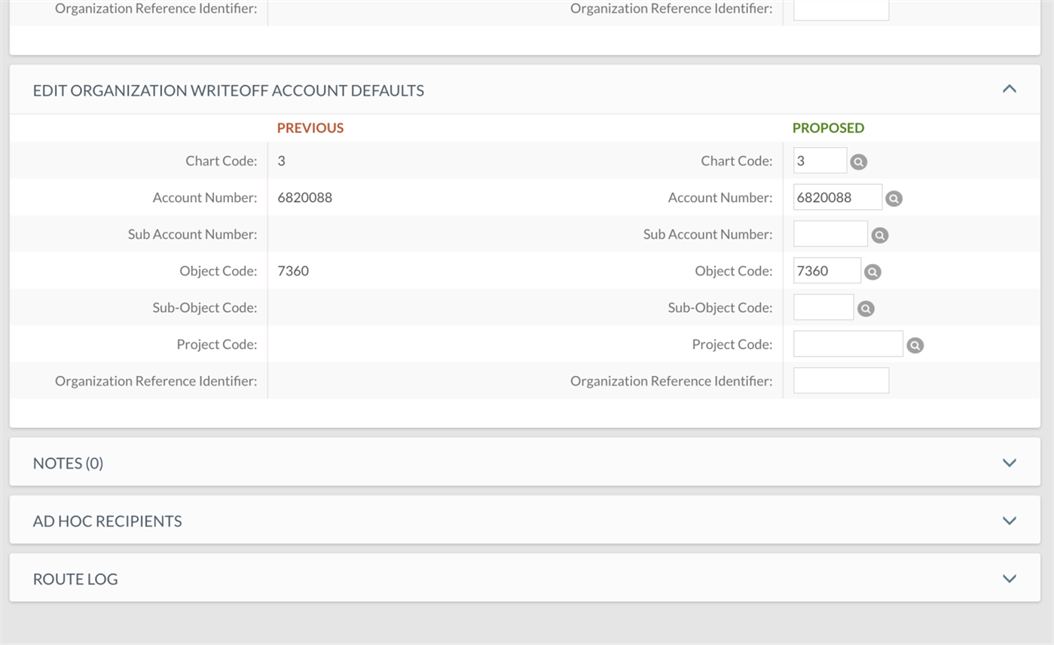 Organization Reference Identifier: Organization Reference Identifier:
EDIT ORGANIZATION WRITEOFF ACCOUNT DEFAULTS
PREVIOUS PROPOSED
Chart Code: 3 Chart Code: 3
Account Number: 6820088 Account Number: 6820088
Sub Account Number: Sub Account Number:
Object Code: 7360 Object Code: 7360
Sub-Object Code: Sub-Object Code:
Project Code: Project Code:
Organization Reference Identifier: Organization Reference Identifier:
NOTES (0)
AD HOC RECIPIENTS
ROUTE LOG